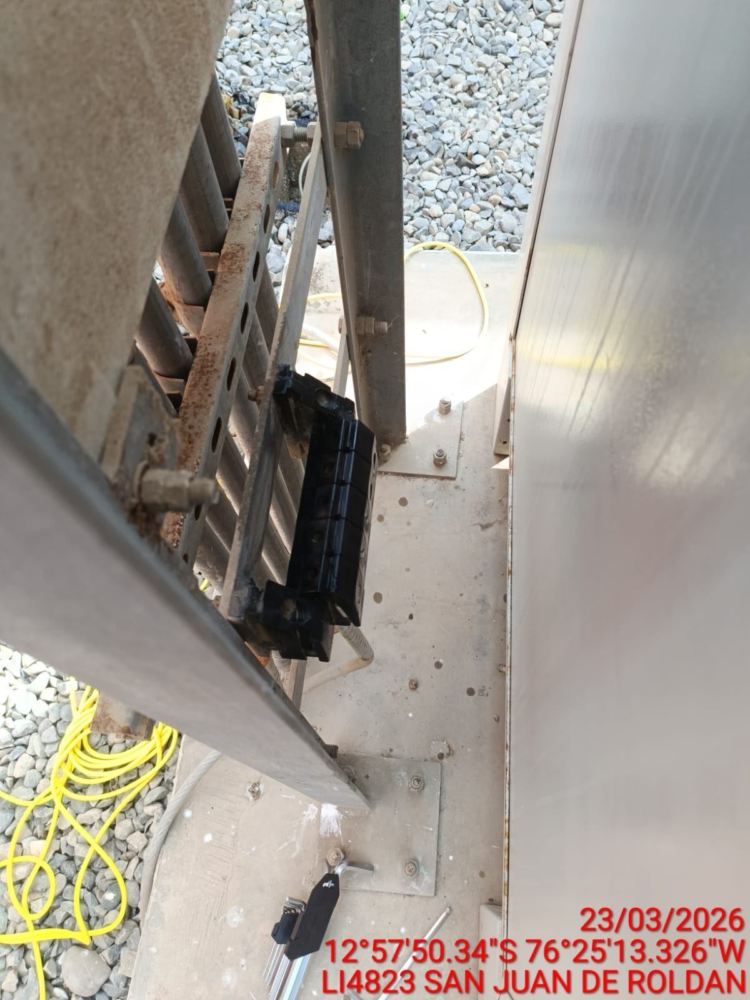 23/03/2026
12°57'50.34"S 76°25'13.326"W
LI4823 SAN JUAN DE ROLDAN